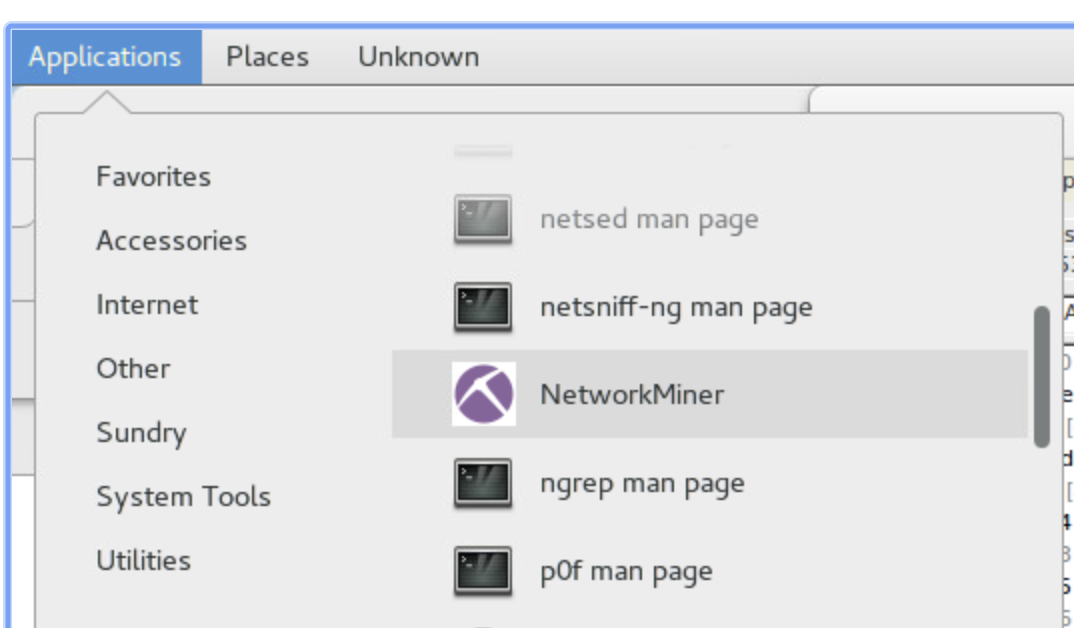 Applications Places Unknown
Favorites
Accessories
Internet
Other
Sundry
System Tools
Utilities
netsed man page
netsniff-ng man page
NetworkMiner
ngrep man page
p0f man page